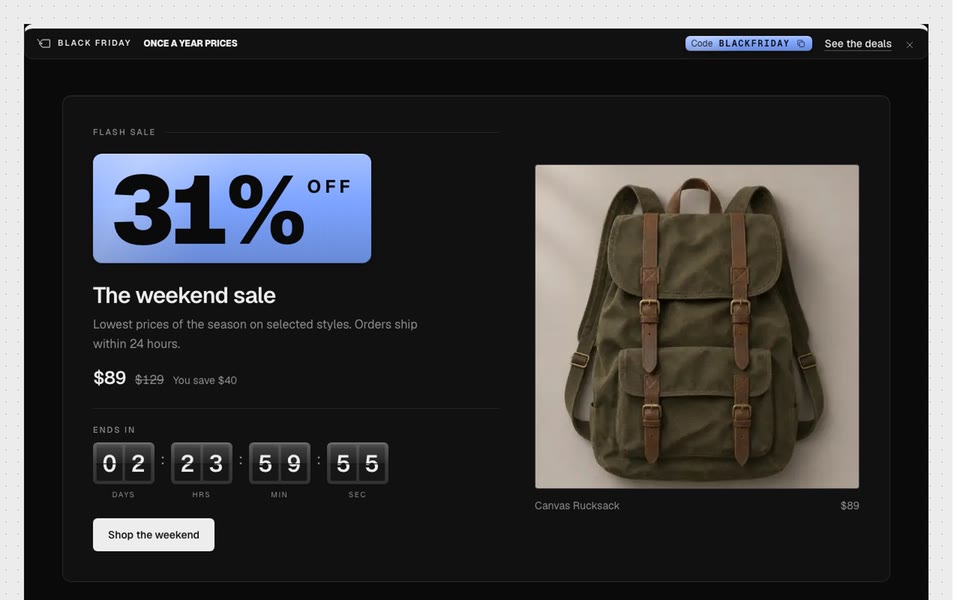 BLACK FRIDAY ONCE A YEAR PRICES
Code BLACKFRIDAY
See the deals
FLASH SALE
31% OFF
The weekend sale
Lowest prices of the season on selected styles. Orders ship
within 24 hours.
$89 $129 You save $40
ENDS IN
02 : 23 : 59 : 55
DAYS HRS MIN SEC
Shop the weekend
Canvas Rucksack $89